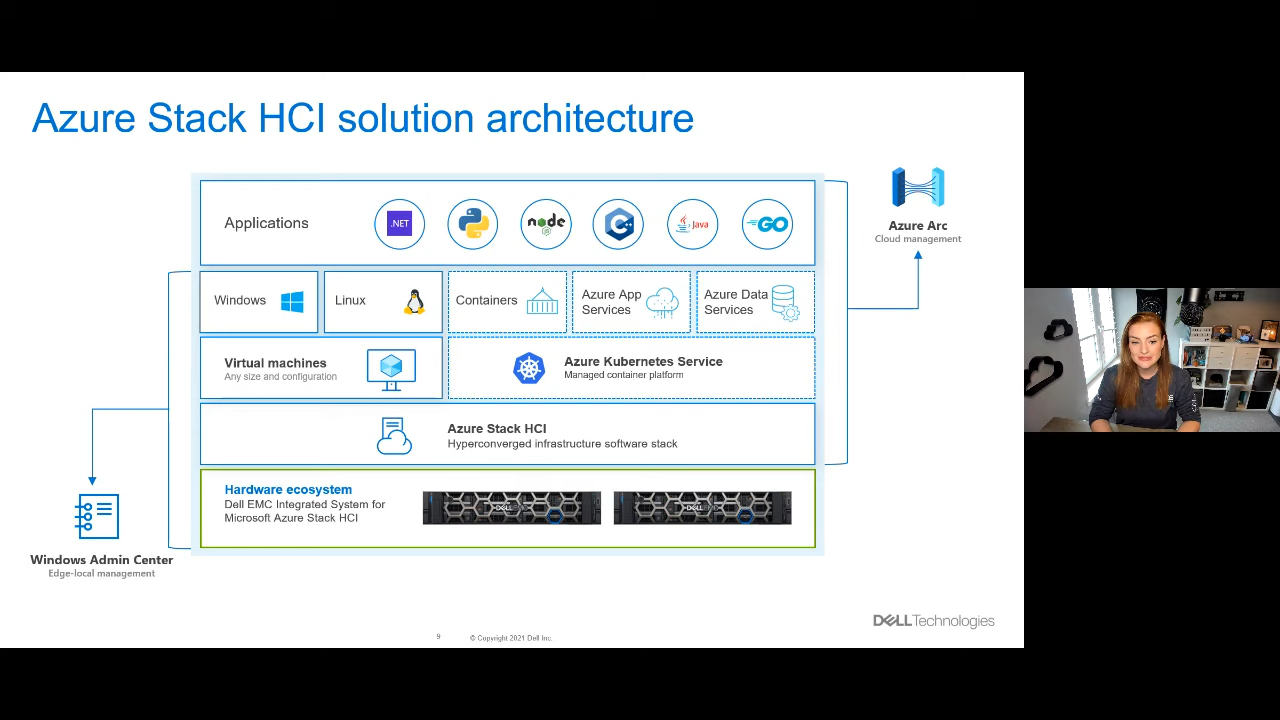 Azure Stack HCI solution architecture
Applications
.NET
node
JS
C++
Java
GO
Azure Arc
Cloud management
Windows
Linux
Containers
Azure App
Services
Azure Data
Services
Virtual machines
Any size and configuration
Azure Kubernetes Service
Managed container platform
Azure Stack HCI
Hyperconverged infrastructure software stack
Hardware ecosystem
Dell EMC Integrated System for
Microsoft Azure Stack HCI
DELLEMC
DELLEMC
Windows Admin Center
Edge-local management
DELLTechnologies
9
© Copyright 2021 Dell Inc.